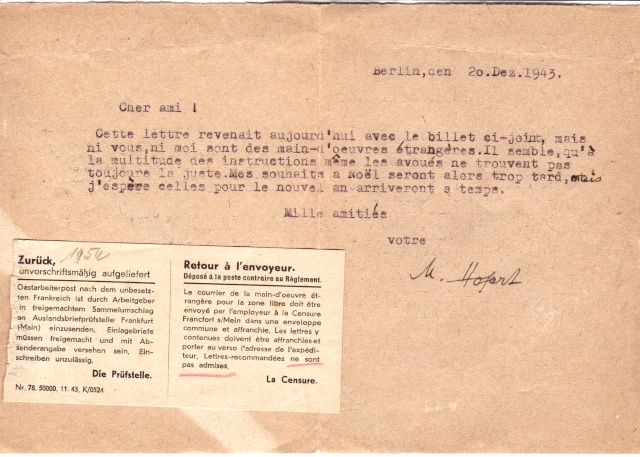 Berlin,den 20.Dez.1943.
Cher ami !
Cette lettre revenait aujourd'hui avec le billet ci-joint, mais
ni vous,ni moi sont des main-d'oeuvres étrangères.Il semble,qu'à
la multitude des instructions même les avoués ne trouvent pas
toujours la juste.Mes souhaits à Noël seront alors trop tard,mais
j'espère celles pour le nouvel an arriveront a temps.
Mille amitiés
votre
M. Hofert
Zurück, 1954
unvorschriftsmäßig aufgeliefert
Gestarbeiterpost nach dem unbesetz-
ten Frankreich ist durch Arbeitgeber
in freigemachtem Sammelumschlag
an Auslandsbriefprüfstelle Frankfurt
(Main) einzusenden. Einlagebriefe
müssen freigemacht und mit Ab-
senderangabe versehen sein. Ein-
schreiben unzulässig.
Die Prüfstelle.
Nr. 78. 50000. 11. 43. K/0524
Retour à l'envoyeur.
Déposé à la poste contraire au Règlement.
Le courrier de la main-d'oeuvre ét-
rangère pour la zone libre doit être
envoyé par l'employeur à la Censure
Francfort s/Main dans une enveloppe
commune et affranchie. Les lettres y
contenues doivent être affranchies et
porter au verso l'adresse de l'expédi-
teur. Lettres-recommandées ne sont
pas admises.
La Censure.